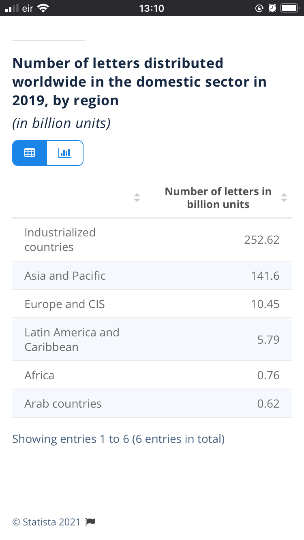 eir
13:10
Number of letters distributed
worldwide in the domestic sector in
2019, by region
(in billion units)
Number of letters in
billion units
Industrialized
countries
252.62
Asia and Pacific
141.6
Europe and CIS
10.45
Latin America and
Caribbean
5.79
Africa
0.76
Arab countries
0.62
Showing entries 1 to 6 (6 entries in total)
© Statista 2021